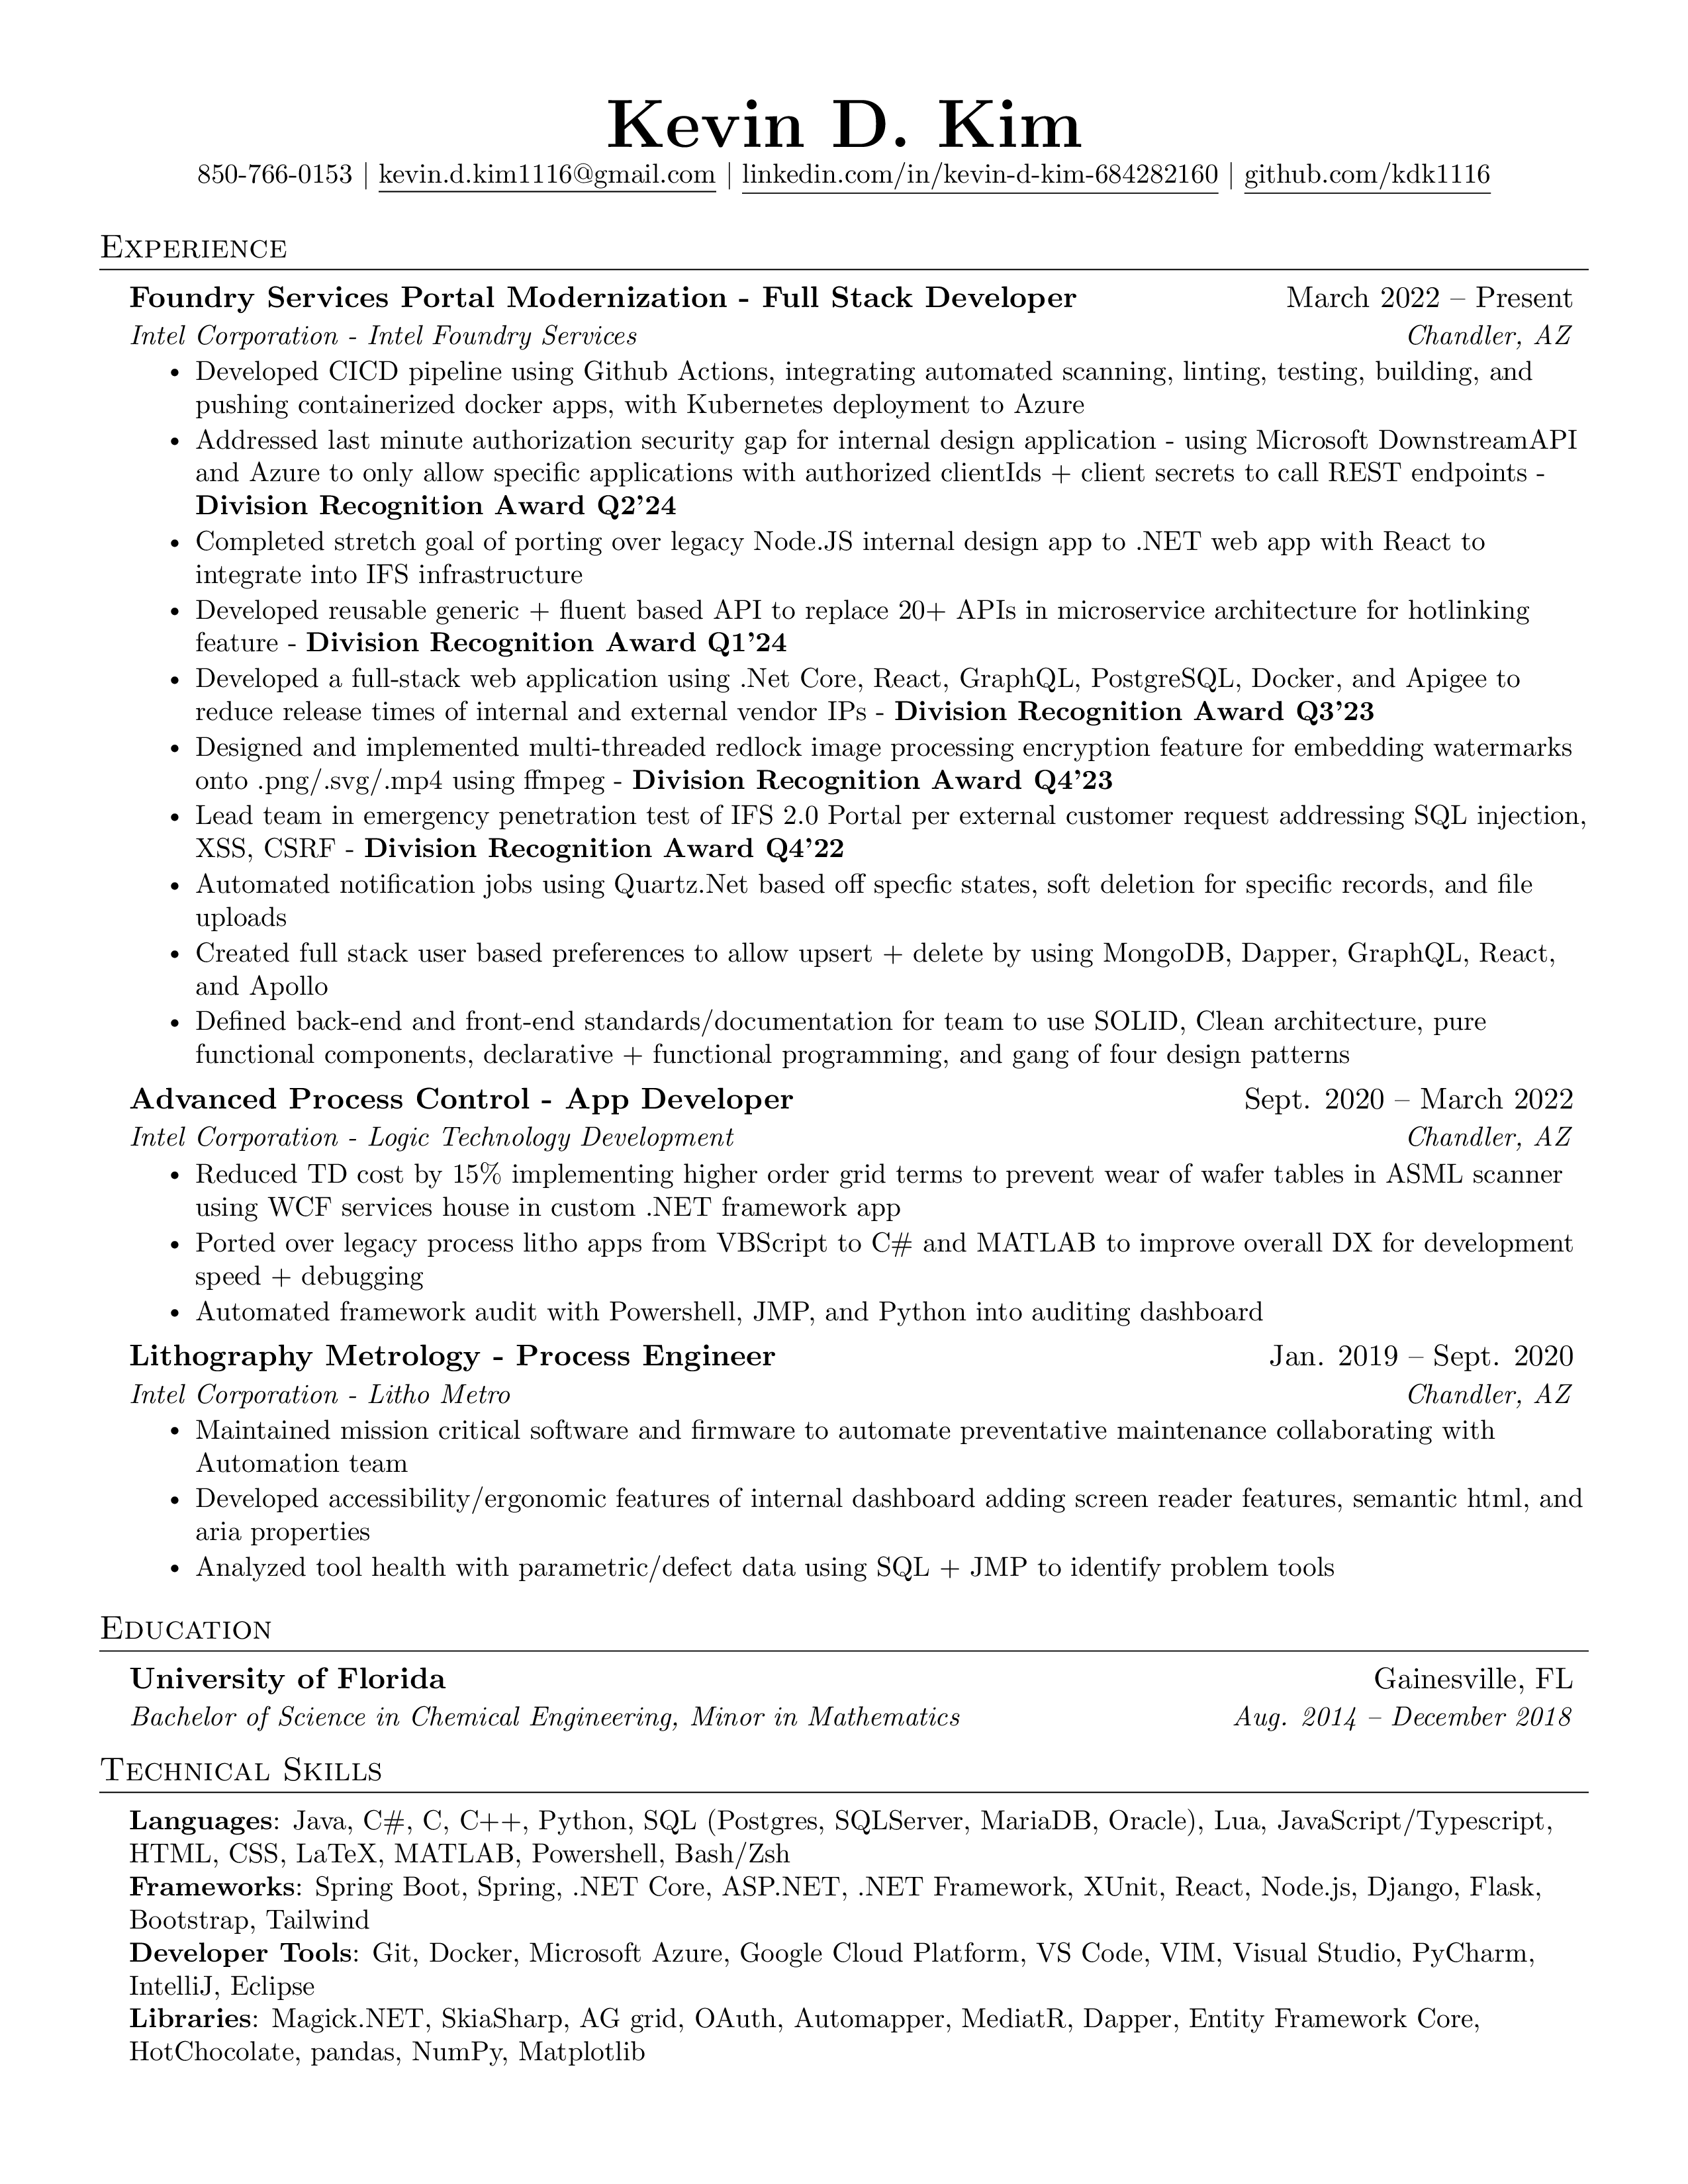 Kevin D. Kim
850-766-0153 | kevin.d.kim1116@gmail.com | linkedin.com/in/kevin-d-kim-684282160 | github.com/kdk1116
Experience
Foundry Services Portal Modernization - Full Stack Developer March 2022 – Present
Intel Corporation - Intel Foundry Services Chandler, AZ
• Developed CICD pipeline using Github Actions, integrating automated scanning, linting, testing, building, and
pushing containerized docker apps, with Kubernetes deployment to Azure
• Addressed last minute authorization security gap for internal design application - using Microsoft DownstreamAPI
and Azure to only allow specific applications with authorized clientIds + client secrets to call REST endpoints -
Division Recognition Award Q2’24
• Completed stretch goal of porting over legacy Node.JS internal design app to .NET web app with React to
integrate into IFS infrastructure
• Developed reusable generic + fluent based API to replace 20+ APIs in microservice architecture for hotlinking
feature - Division Recognition Award Q1’24
• Developed a full-stack web application using .Net Core, React, GraphQL, PostgreSQL, Docker, and Apigee to
reduce release times of internal and external vendor IPs - Division Recognition Award Q3’23
• Designed and implemented multi-threaded redlock image processing encryption feature for embedding watermarks
onto .png/.svg/.mp4 using ffmpeg - Division Recognition Award Q4’23
• Lead team in emergency penetration test of IFS 2.0 Portal per external customer request addressing SQL injection,
XSS, CSRF - Division Recognition Award Q4’22
• Automated notification jobs using Quartz.Net based off specfic states, soft deletion for specific records, and file
uploads
• Created full stack user based preferences to allow upsert + delete by using MongoDB, Dapper, GraphQL, React,
and Apollo
• Defined back-end and front-end standards/documentation for team to use SOLID, Clean architecture, pure
functional components, declarative + functional programming, and gang of four design patterns
Advanced Process Control - App Developer Sept. 2020 – March 2022
Intel Corporation - Logic Technology Development Chandler, AZ
• Reduced TD cost by 15% implementing higher order grid terms to prevent wear of wafer tables in ASML scanner
using WCF services house in custom .NET framework app
• Ported over legacy process litho apps from VBScript to C# and MATLAB to improve overall DX for development
speed + debugging
• Automated framework audit with Powershell, JMP, and Python into auditing dashboard
Lithography Metrology - Process Engineer Jan. 2019 – Sept. 2020
Intel Corporation - Litho Metro Chandler, AZ
• Maintained mission critical software and firmware to automate preventative maintenance collaborating with
Automation team
• Developed accessibility/ergonomic features of internal dashboard adding screen reader features, semantic html, and
aria properties
• Analyzed tool health with parametric/defect data using SQL + JMP to identify problem tools
Education
University of Florida Gainesville, FL
Bachelor of Science in Chemical Engineering, Minor in Mathematics Aug. 2014 – December 2018
Technical Skills
Languages: Java, C#, C, C++, Python, SQL (Postgres, SQLServer, MariaDB, Oracle), Lua, JavaScript/Typescript,
HTML, CSS, LaTeX, MATLAB, Powershell, Bash/Zsh
Frameworks: Spring Boot, Spring, .NET Core, ASP.NET, .NET Framework, XUnit, React, Node.js, Django, Flask,
Bootstrap, Tailwind
Developer Tools: Git, Docker, Microsoft Azure, Google Cloud Platform, VS Code, VIM, Visual Studio, PyCharm,
IntelliJ, Eclipse
Libraries: Magick.NET, SkiaSharp, AG grid, OAuth, Automapper, MediatR, Dapper, Entity Framework Core,
HotChocolate, pandas, NumPy, Matplotlib